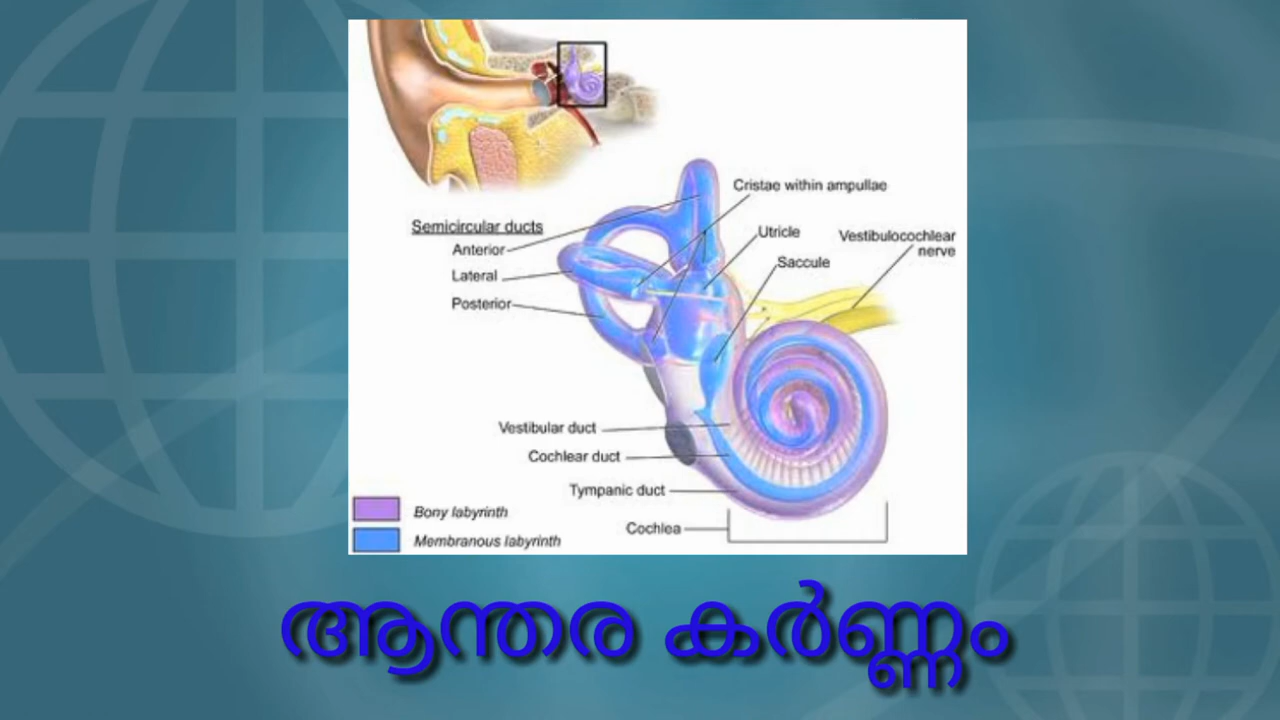 Cristae within ampullae
Semicircular ducts
Utricle
Vestibulocochlear
nerve
Anterior
Saccule
Lateral
Posterior
Vestibular duct
Cochlear duct
Tympanic duct
Bony labyrinth
Cochlea
Membranous labyrinth
ആന്തര കർണ്ണം